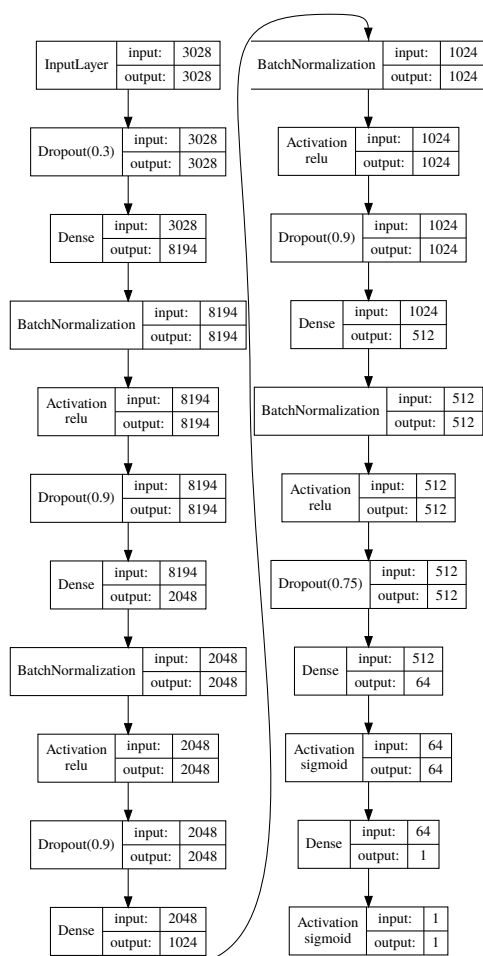 InputLayer
input: 3028
output: 3028
Dropout(0.3)
input: 3028
output: 3028
Dense
input: 3028
output: 8194
BatchNormalization
input: 8194
output: 8194
Activation
relu
input: 8194
output: 8194
Dropout(0.9)
input: 8194
output: 8194
Dense
input: 8194
output: 2048
BatchNormalization
input: 2048
output: 2048
Activation
relu
input: 2048
output: 2048
Dropout(0.9)
input: 2048
output: 2048
Dense
input: 2048
output: 1024
BatchNormalization
input: 1024
output: 1024
Activation
relu
input: 1024
output: 1024
Dropout(0.9)
input: 1024
output: 1024
Dense
input: 1024
output: 512
BatchNormalization
input: 512
output: 512
Activation
relu
input: 512
output: 512
Dropout(0.75)
input: 512
output: 512
Dense
input: 512
output: 64
Activation
sigmoid
input: 64
output: 64
Dense
input: 64
output: 1
Activation
sigmoid
input: 1
output: 1